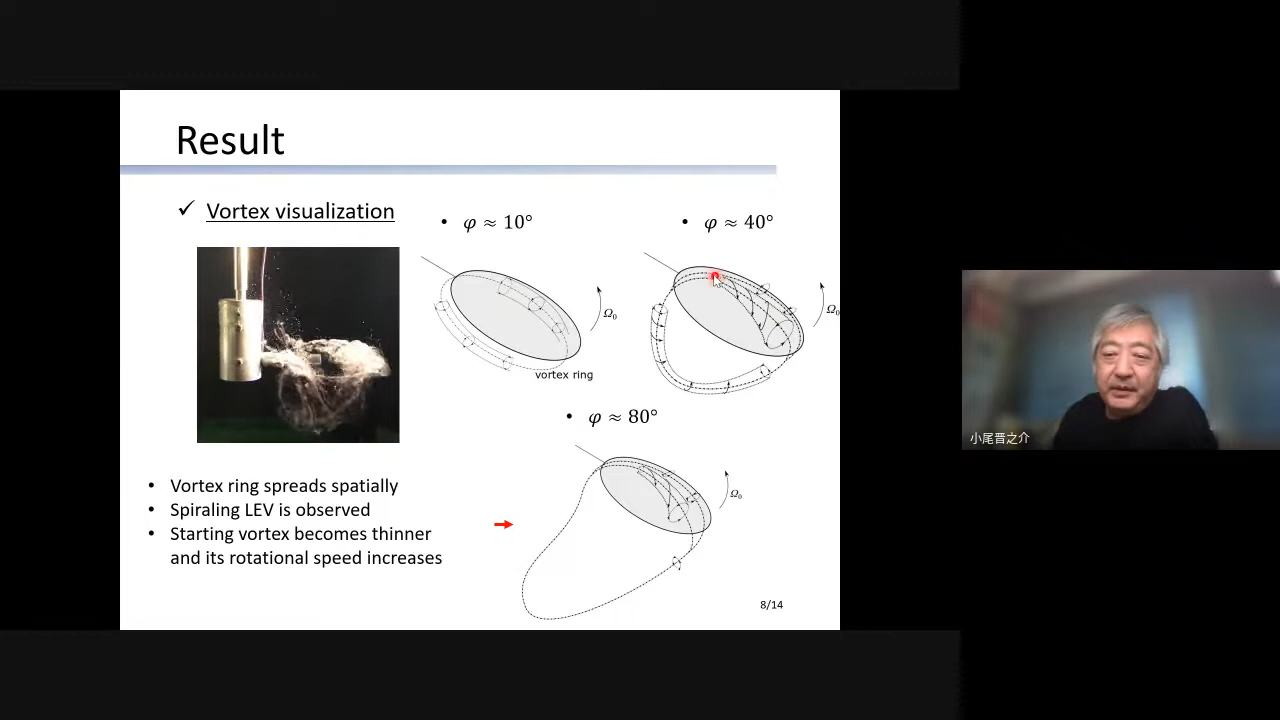 Result
✓ Vortex visualization
• φ ≈ 10°
• φ ≈ 40°
Ω₀
Ω₀
vortex ring
• φ ≈ 80°
Ω₀
• Vortex ring spreads spatially
• Spiraling LEV is observed
• Starting vortex becomes thinner
and its rotational speed increases
8/14
小尾晋之介